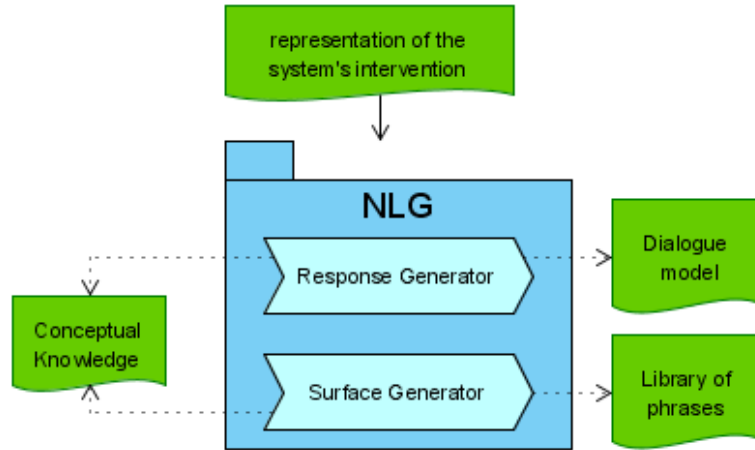 representation of the
system's intervention
NLG
Response Generator
Dialogue
model
Conceptual
Knowledge
Surface Generator
Library of
phrases